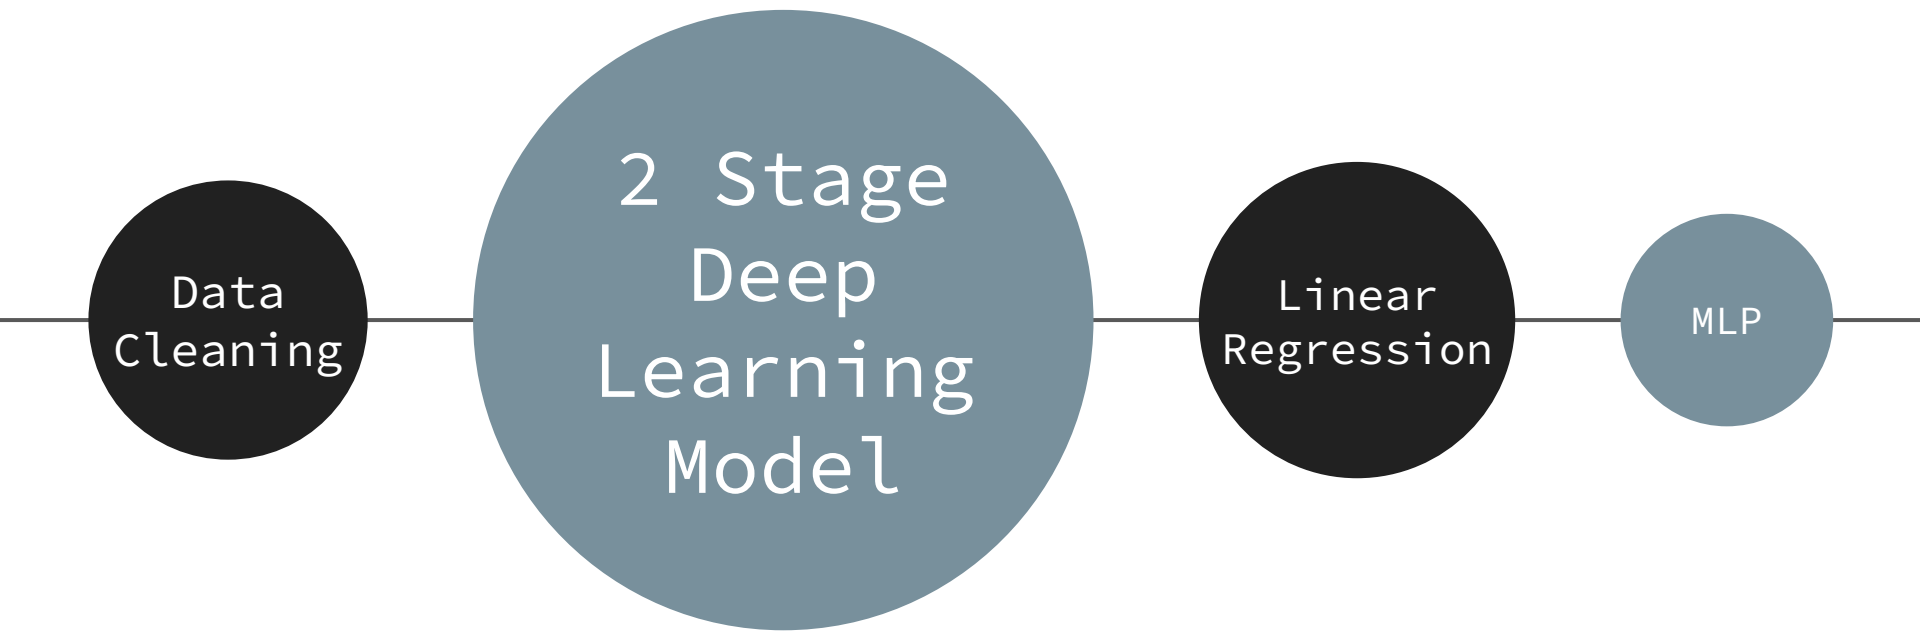 Data
Cleaning
2 Stage
Deep
Learning
Model
Linear
Regression
MLP